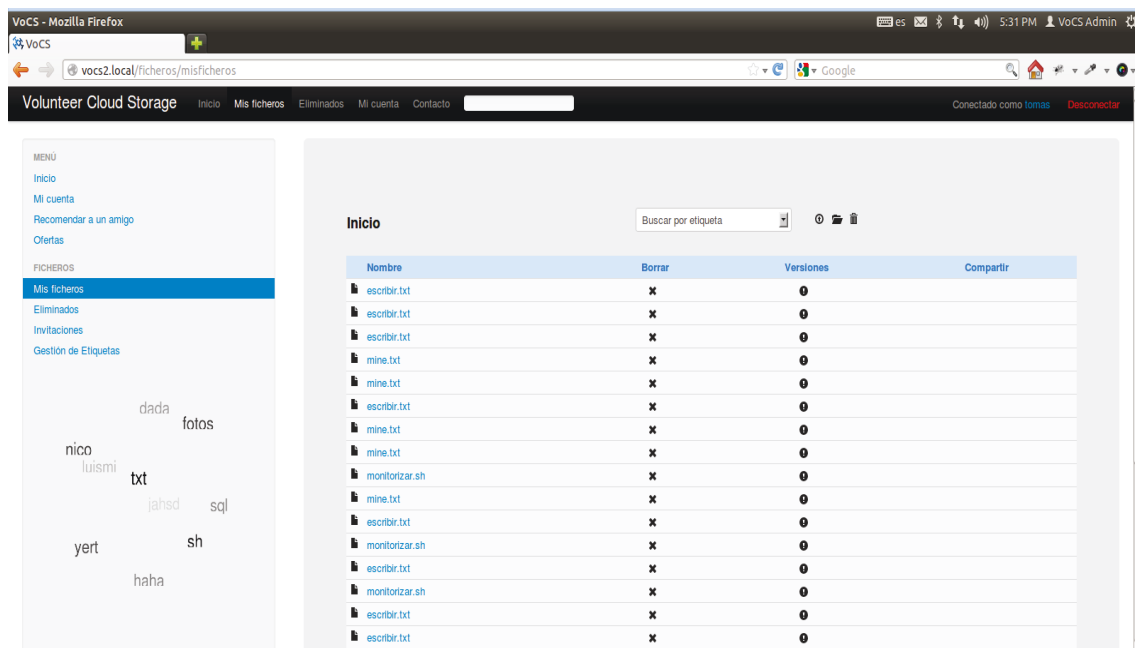 VoCS - Mozilla Firefox
es 5:31 PM VoCS Admin
VoCS
vocs2.local/ficheros/misficheros
Google
Volunteer Cloud Storage Inicio Mis ficheros Eliminados Mi cuenta Contacto
Conectado como tomas Desconectar
MENÚ
Inicio
Mi cuenta
Recomendar a un amigo
Ofertas
FICHEROS
Mis ficheros
Eliminados
Invitaciones
Gestión de Etiquetas
dada
fotos
nico
luismi
txt
jahsd
sql
sh
yert
haha
Inicio
Buscar por etiqueta
Nombre Borrar Versiones Compartir
escribir.txt
escribir.txt
escribir.txt
mine.txt
mine.txt
escribir.txt
mine.txt
mine.txt
monitorizar.sh
mine.txt
escribir.txt
monitorizar.sh
escribir.txt
monitorizar.sh
escribir.txt
escribir.txt